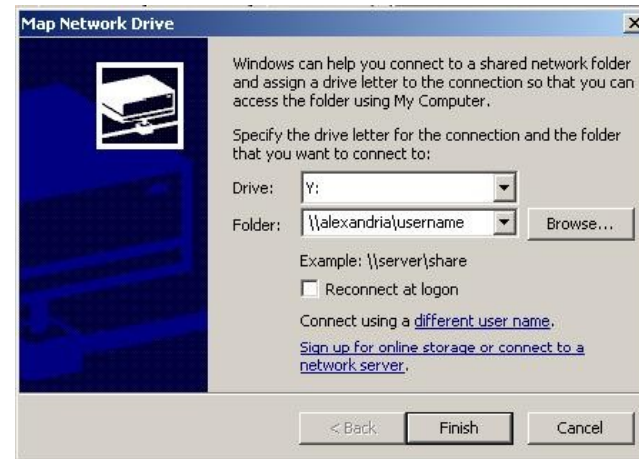 Map Network Drive
Windows can help you connect to a shared network folder
and assign a drive letter to the connection so that you can
access the folder using My Computer.
Specify the drive letter for the connection and the folder
that you want to connect to:
Drive: Y:
Folder: \\alexandria\username Browse...
Example: \\server\share
Reconnect at logon
Connect using a different user name.
Sign up for online storage or connect to a
network server.
< Back Finish Cancel